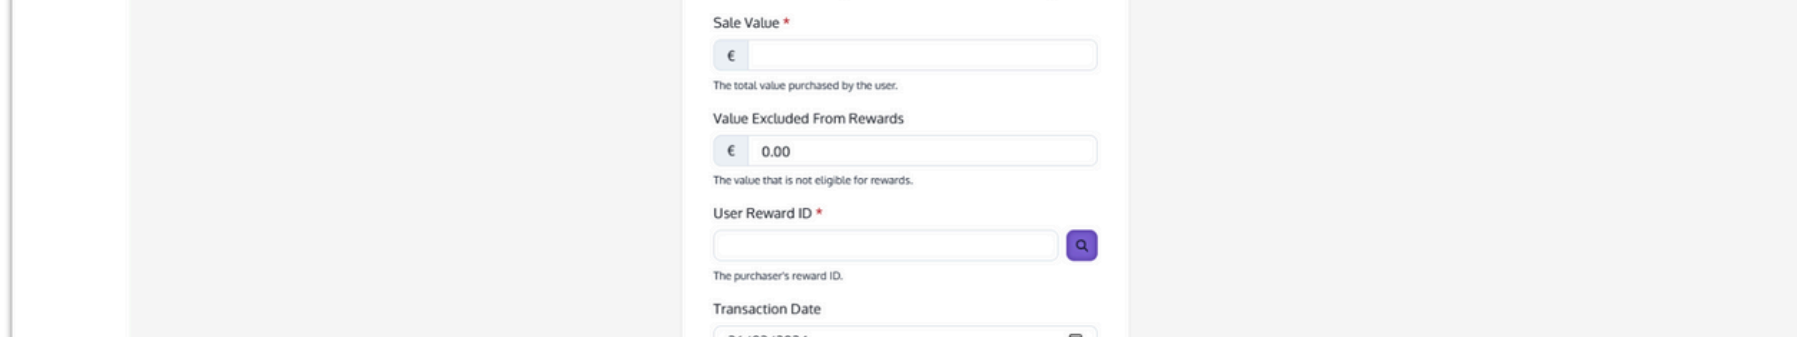 Sale Value *
€
The total value purchased by the user.
Value Excluded From Rewards
€ 0.00
The value that is not eligible for rewards.
User Reward ID *
The purchaser's reward ID.
Transaction Date